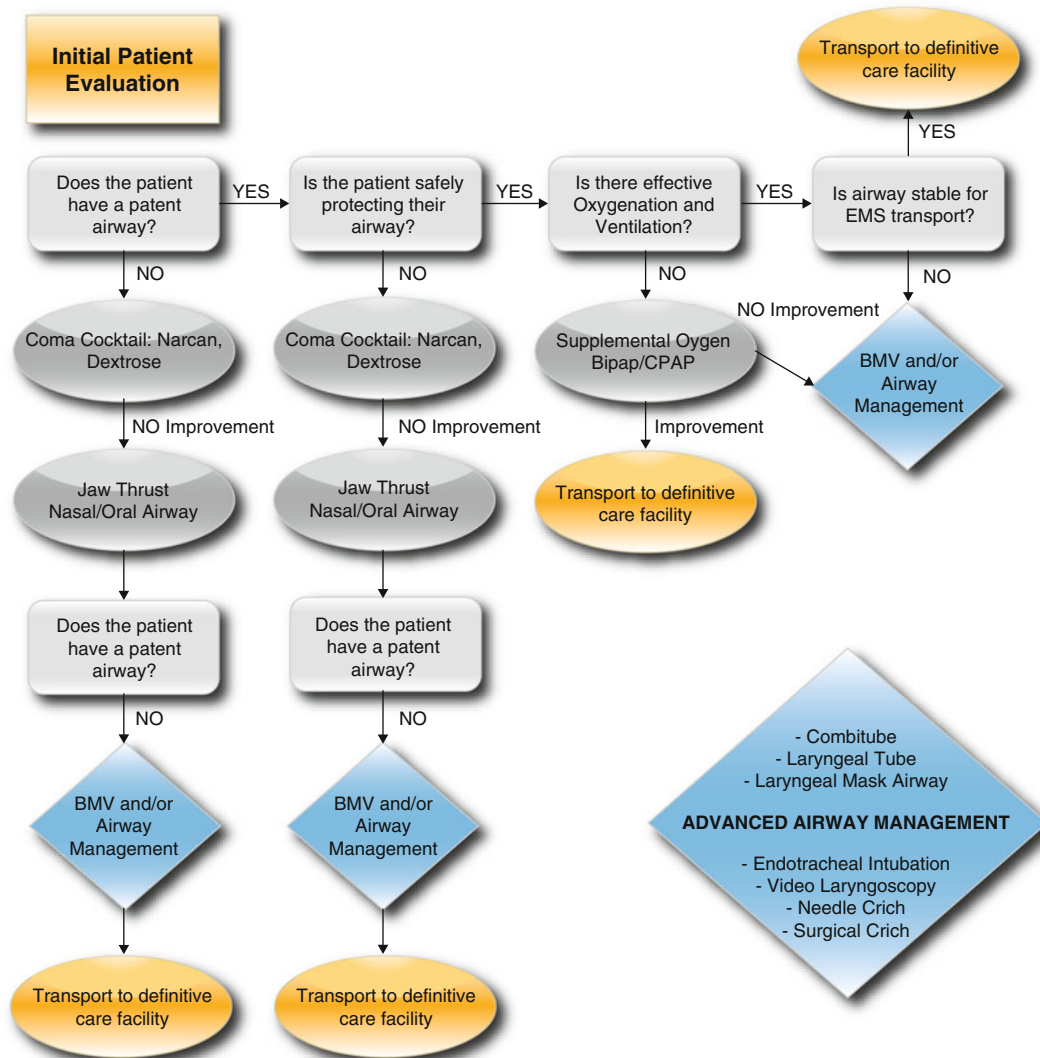 Initial Patient
Evaluation
Transport to definitive
care facility
YES
Does the patient
have a patent
airway?
YES
Is the patient safely
protecting their
airway?
YES
Is there effective
Oxygenation and
Ventilation?
YES
Is airway stable for
EMS transport?
NO
NO
NO
NO
Coma Cocktail: Narcan,
Dextrose
Coma Cocktail: Narcan,
Dextrose
Supplemental Oygen
Bipap/CPAP
NO Improvement
BMV and/or
Airway
Management
NO Improvement
NO Improvement
Improvement
Jaw Thrust
Nasal/Oral Airway
Jaw Thrust
Nasal/Oral Airway
Transport to definitive
care facility
Does the patient
have a patent
airway?
Does the patient
have a patent
airway?
NO
NO
BMV and/or
Airway
Management
BMV and/or
Airway
Management
- Combitube
- Laryngeal Tube
- Laryngeal Mask Airway
ADVANCED AIRWAY MANAGEMENT
- Endotracheal Intubation
- Video Laryngoscopy
- Needle Crich
- Surgical Crich
Transport to definitive
care facility
Transport to definitive
care facility